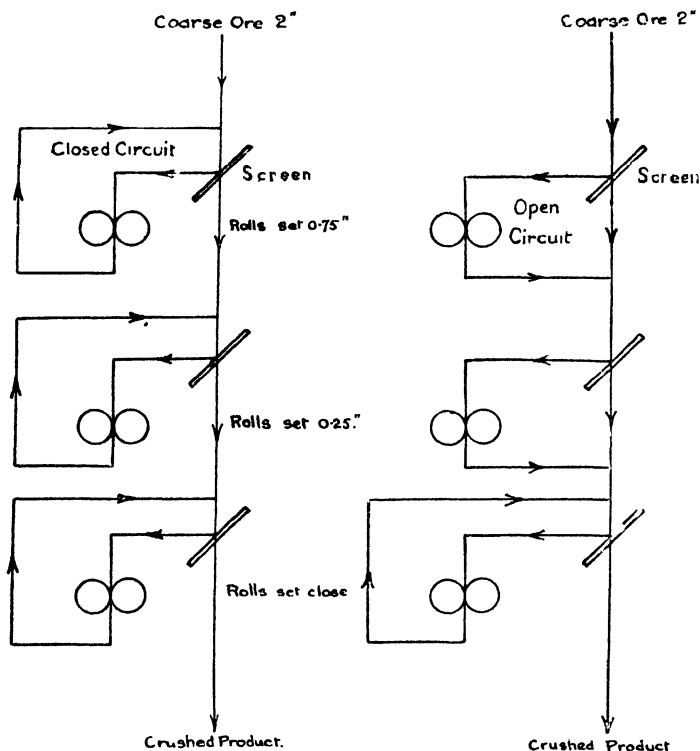 Coarse Ore 2"
Coarse Ore 2"
Closed Circuit
Screen
Screen
Rolls set 0·75"
Open
Circuit
Rolls set 0·25."
Rolls set close
Crushed Product.
Crushed Product